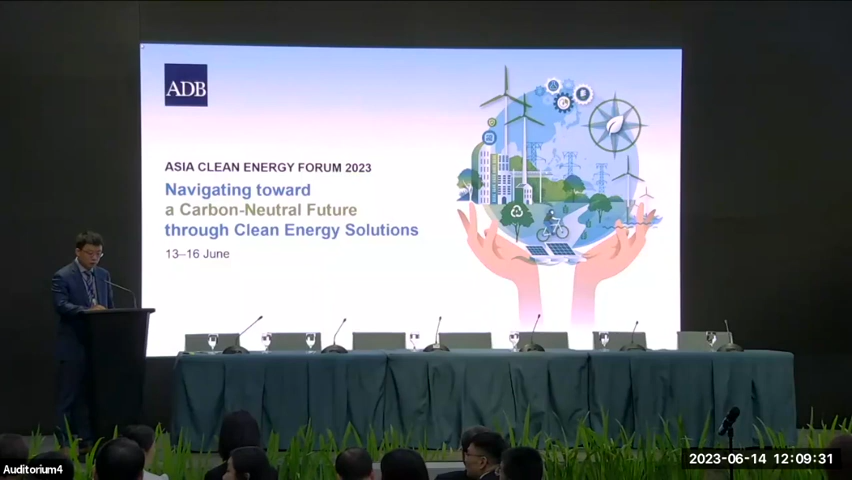 ADB
ASIA CLEAN ENERGY FORUM 2023
Navigating toward
a Carbon-Neutral Future
through Clean Energy Solutions
13–16 June
Auditorium4
2023-06-14 12:09:31